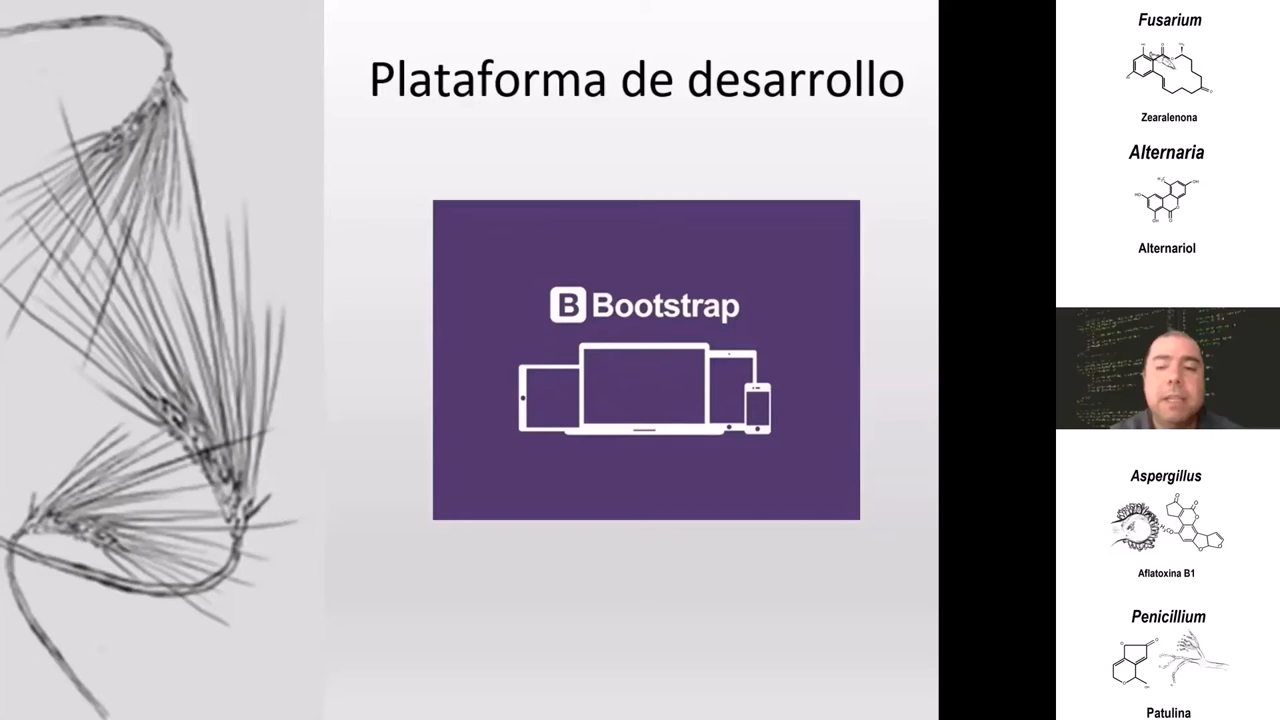 Plataforma de desarrollo
B Bootstrap
Fusarium
Zearalenona
Alternaria
Alternariol
Aspergillus
Aflatoxina B1
Penicillium
Patulina